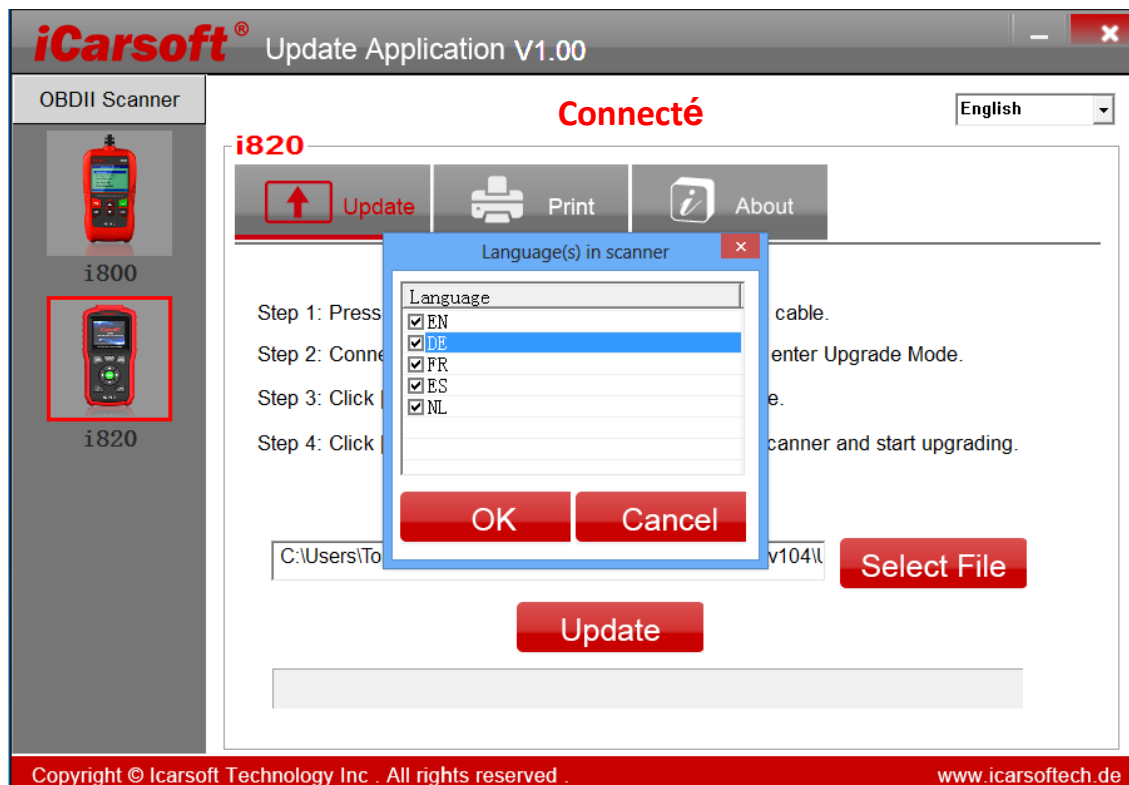 iCarsoft® Update Application V1.00
OBDII Scanner
Connecté
English
i820
Update
Print
About
i800
i820
Language(s) in scanner
Language
EN
DE
FR
ES
NL
OK
Cancel
Step 1: Press cable.
Step 2: Conne enter Upgrade Mode.
Step 3: Click [ e.
Step 4: Click [ canner and start upgrading.
C:\Users\To v104\U
Select File
Update
Copyright © Icarsoft Technology Inc . All rights reserved .
www.icarsoftech.de